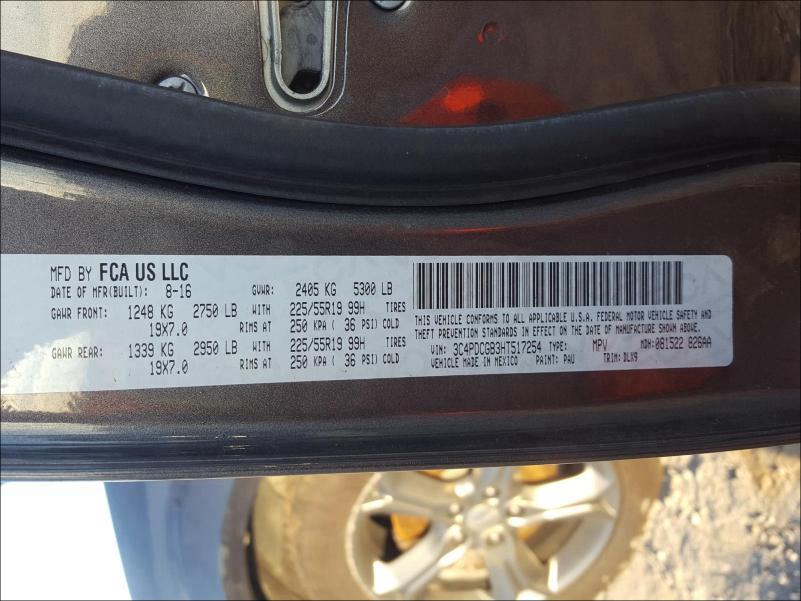 MFD BY FCA US LLC
DATE OF MFR(BUILT): 8-16 GVWR: 2405 KG 5300 LB
GAWR FRONT: 1248 KG 2750 LB WITH 225/55R19 99H TIRES
19X7.0 RIMS AT 250 KPA ( 36 PSI) COLD
GAWR REAR: 1339 KG 2950 LB WITH 225/55R19 99H TIRES
19X7.0 RIMS AT 250 KPA ( 36 PSI) COLD
THIS VEHICLE CONFORMS TO ALL APPLICABLE U.S.A. FEDERAL MOTOR VEHICLE SAFETY AND
THEFT PREVENTION STANDARDS IN EFFECT ON THE DATE OF MANUFACTURE SHOWN ABOVE.
VIN: 3C4PDCGB3HT517254 TYPE: MPV MDH: 081522 826AA
VEHICLE MADE IN MEXICO PAINT: PAU TRIM: DLX9